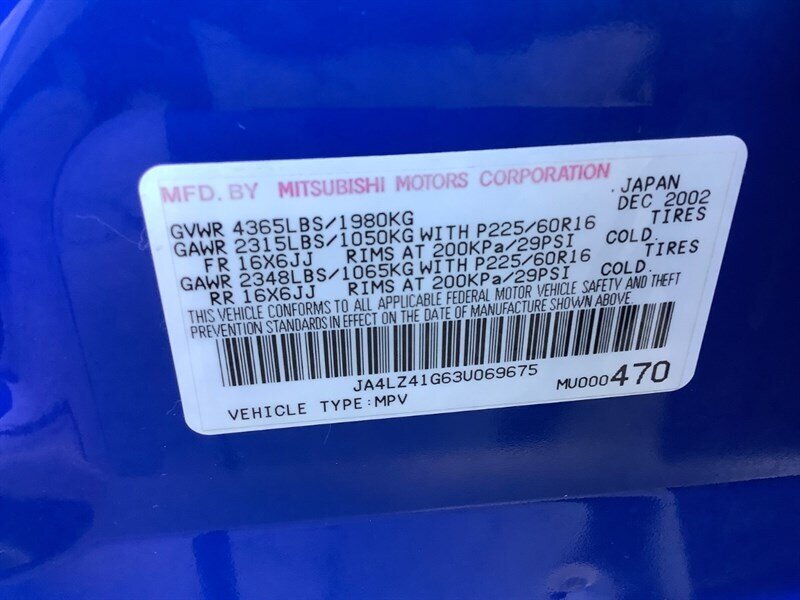 MFD. BY MITSUBISHI MOTORS CORPORATION. JAPAN
GVWR 4365LBS/1980KG DEC 2002
GAWR 2315LBS/1050KG WITH P225/60R16 TIRES
FR 16X6JJ RIMS AT 200KPa/29PSI COLD.
GAWR 2348LBS/1065KG WITH P225/60R16 TIRES
RR 16X6JJ RIMS AT 200KPa/29PSI COLD.
THIS VEHICLE CONFORMS TO ALL APPLICABLE FEDERAL MOTOR VEHICLE SAFETY AND THEFT
PREVENTION STANDARDS IN EFFECT ON THE DATE OF MANUFACTURE SHOWN ABOVE.
JA4LZ41G63U069675
VEHICLE TYPE:MPV MU000470